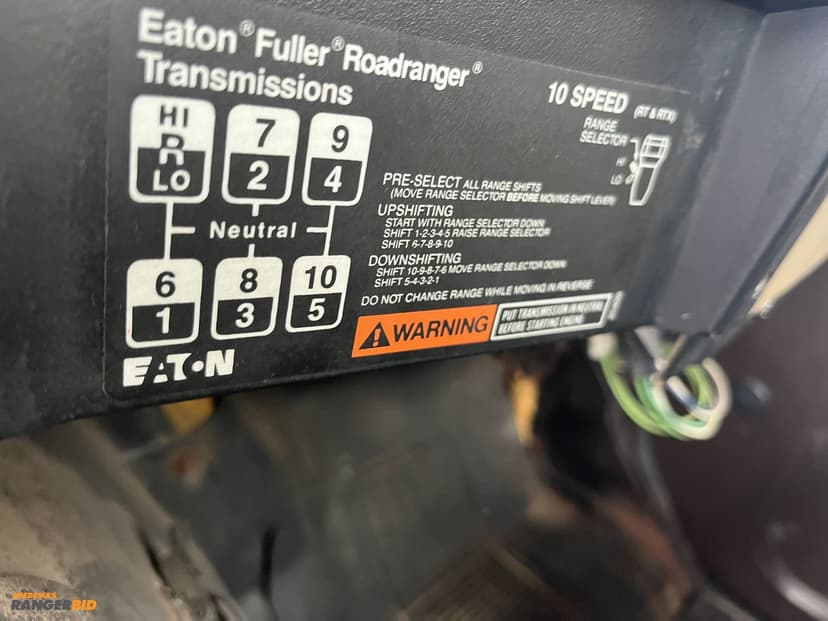 Eaton® Fuller® Roadranger®
Transmissions
10 SPEED (RT & RTX)
RANGE
SELECTOR
HI
LO
HI
R
LO
7
2
9
4
Neutral
6
1
8
3
10
5
PRE-SELECT ALL RANGE SHIFTS
(MOVE RANGE SELECTOR BEFORE MOVING SHIFT LEVER)
UPSHIFTING
START WITH RANGE SELECTOR DOWN
SHIFT 1-2-3-4-5 RAISE RANGE SELECTOR
SHIFT 6-7-8-9-10
DOWNSHIFTING
SHIFT 10-9-8-7-6 MOVE RANGE SELECTOR DOWN
SHIFT 5-4-3-2-1
DO NOT CHANGE RANGE WHILE MOVING IN REVERSE
WARNING
PUT TRANSMISSION IN NEUTRAL
BEFORE STARTING ENGINE
EATON
WIEDEMA'S
RANGERBID